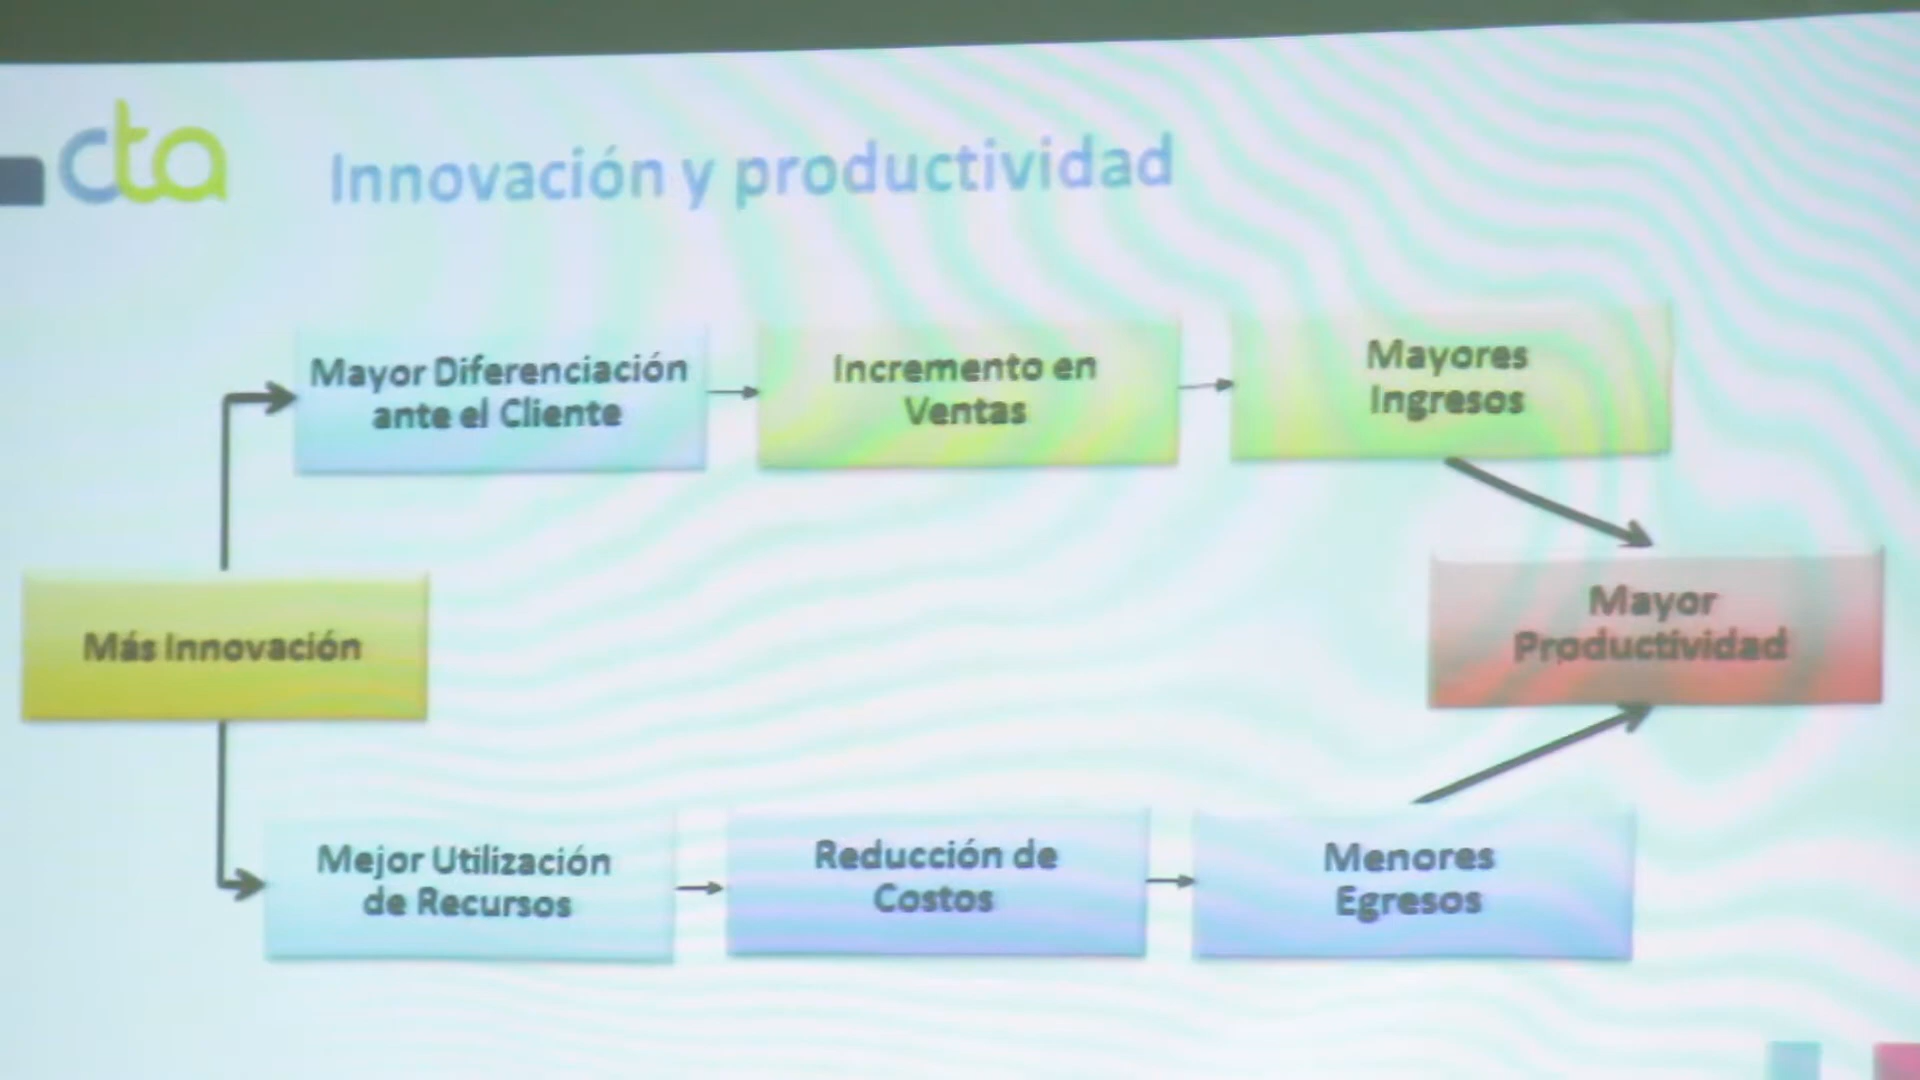 cta
Innovación y productividad
Mayor Diferenciación
ante el Cliente
Incremento en
Ventas
Mayores
Ingresos
Más Innovación
Mayor
Productividad
Mejor Utilización
de Recursos
Reducción de
Costos
Menores
Egresos